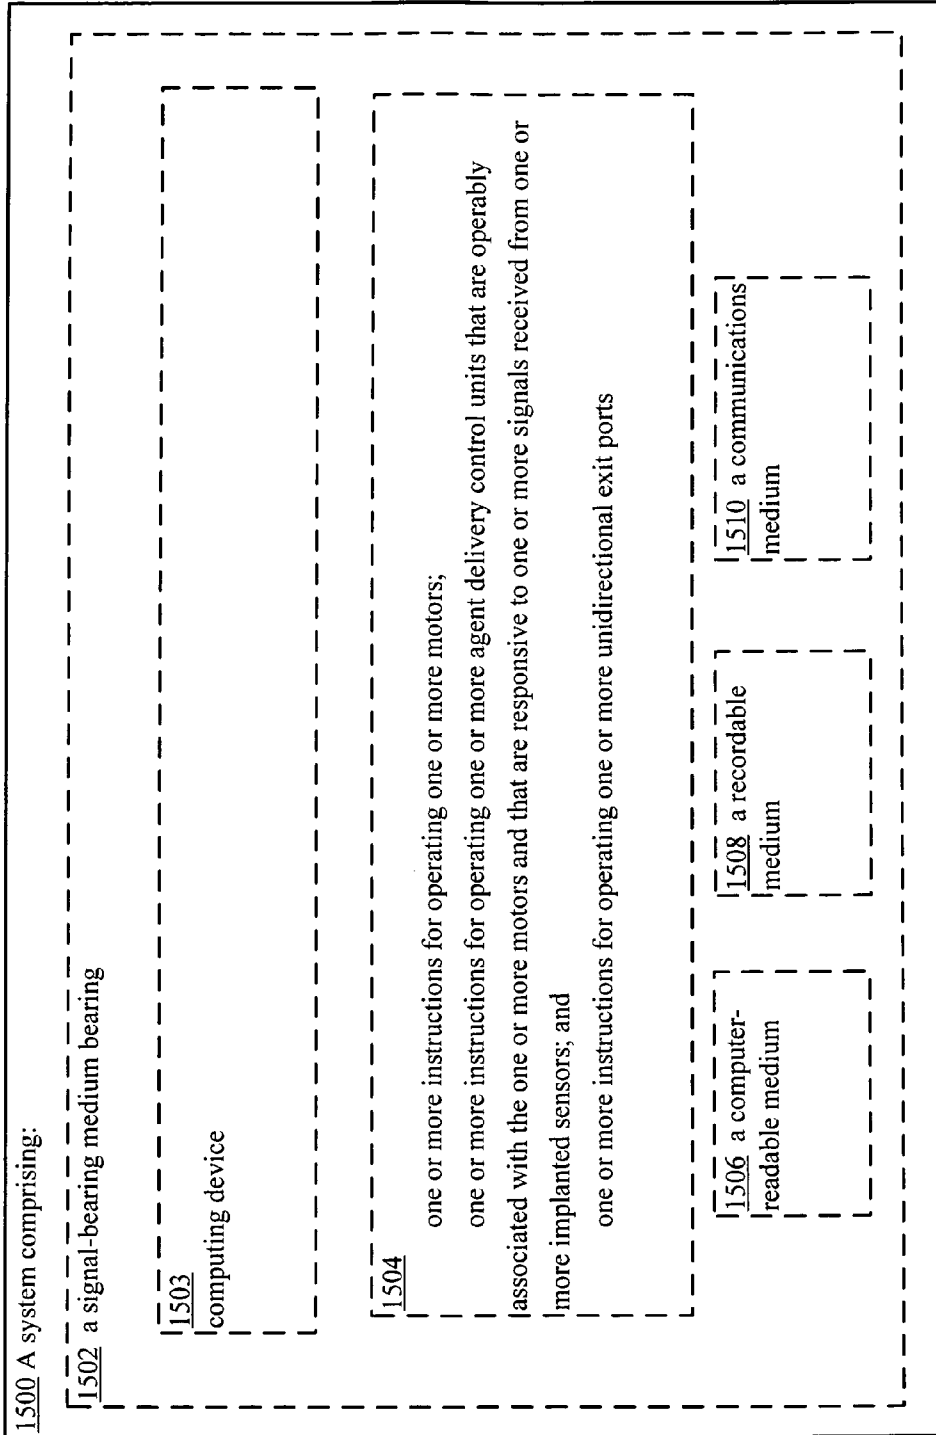 1500 A system comprising:
1502 a signal-bearing medium bearing
1503
computing device
1504
one or more instructions for operating one or more motors;
one or more instructions for operating one or more agent delivery control units that are operably
associated with the one or more motors and that are responsive to one or more signals received from one or
more implanted sensors; and
one or more instructions for operating one or more unidirectional exit ports
1506 a computer-
readable medium
1508 a recordable
medium
1510 a communications
medium